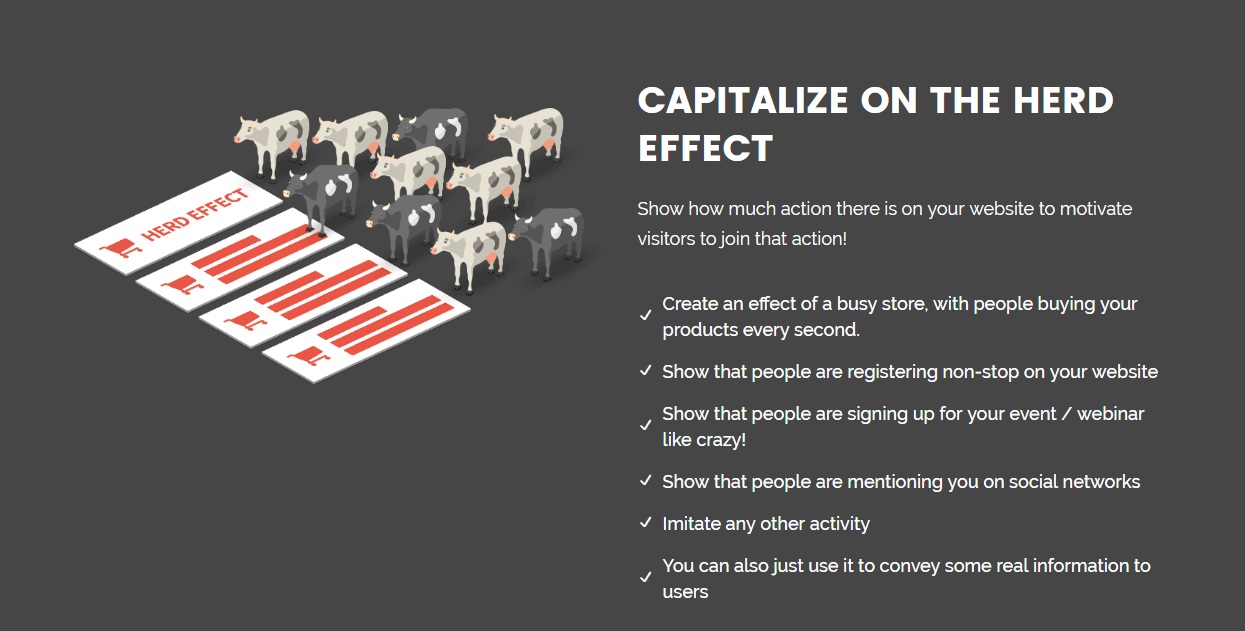 HERD EFFECT
CAPITALIZE ON THE HERD
EFFECT
Show how much action there is on your website to motivate
visitors to join that action!
Create an effect of a busy store, with people buying your
products every second.
Show that people are registering non-stop on your website
Show that people are signing up for your event / webinar
like crazy!
Show that people are mentioning you on social networks
Imitate any other activity
You can also just use it to convey some real information to
users